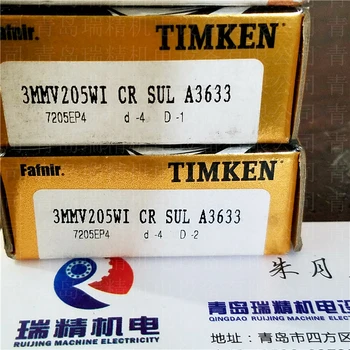 TIMKEN
3MMV205WI CR SUL A3633
7205EP4 d -4 D -1
Fafnir. TIMKEN
3MMV205WI CR SUL A3633
7205EP4 d -4 D -2
朱月
瑞精机电
RUIJING MACHINE ELECTRICITY
青岛瑞精机电设
QINGDAO RUIJING MACHINE ELECTRICITY
地址：青岛市四方区